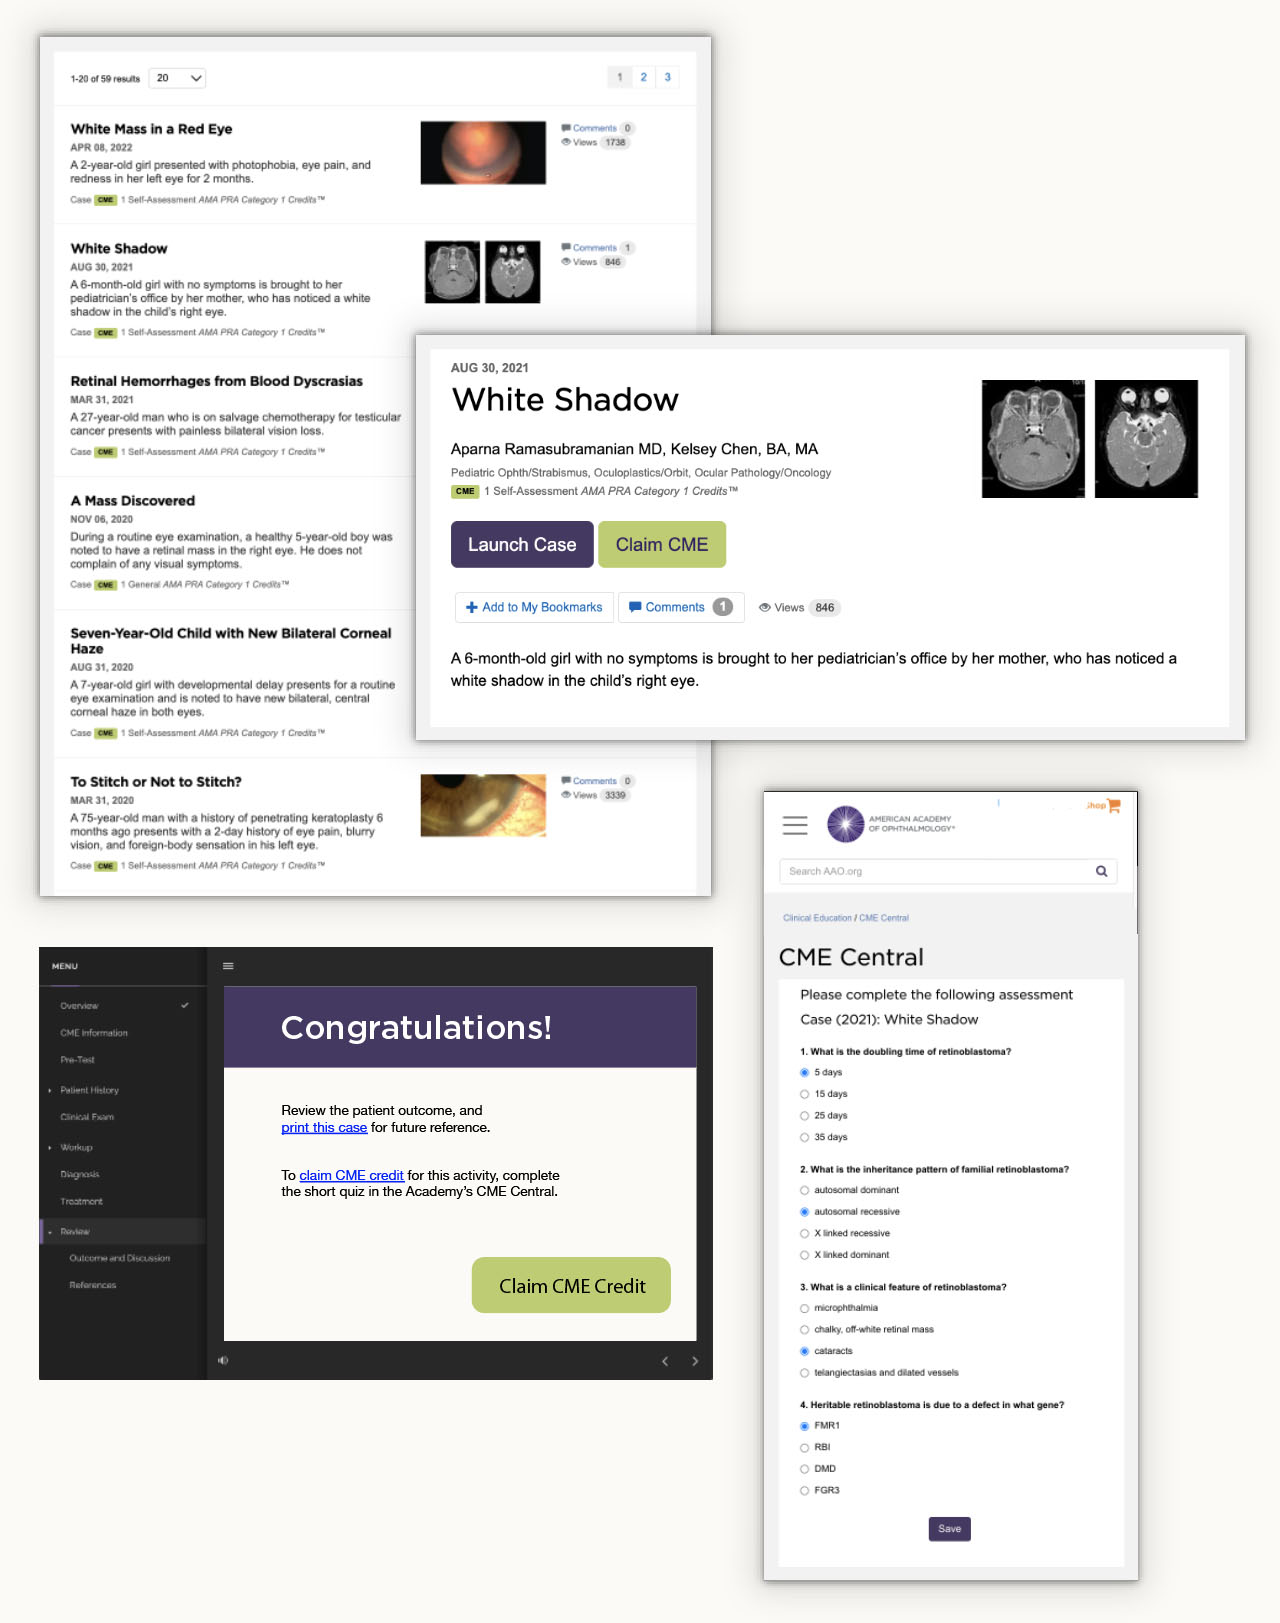 1-20 of 59 results 20
1 2 3
White Mass in a Red Eye
APR 08, 2022
A 2-year-old girl presented with photophobia, eye pain, and
redness in her left eye for 2 months.
Case CME 1 Self-Assessment AMA PRA Category 1 Credits™
Comments 0
Views 1738
White Shadow
AUG 30, 2021
A 6-month-old girl with no symptoms is brought to her
pediatrician's office by her mother, who has noticed a white
shadow in the child's right eye.
Case CME 1 Self-Assessment AMA PRA Category 1 Credits™
Comments 1
Views 846
Retinal Hemorrhages from Blood Dyscrasias
MAR 31, 2021
A 27-year-old man who is on salvage chemotherapy for testicular
cancer presents with painless bilateral vision loss.
Case CME 1 Self-Assessment AMA PRA Category 1 Credits™
A Mass Discovered
NOV 06, 2020
During a routine eye examination, a healthy 5-year-old boy was
noted to have a retinal mass in the right eye. He does not
complain of any visual symptoms.
Case CME 1 General AMA PRA Category 1 Credits™
Seven-Year-Old Child with New Bilateral Corneal
Haze
AUG 31, 2020
A 7-year-old girl with developmental delay presents for a routine
eye examination and is noted to have new bilateral, central
corneal haze in both eyes.
Case CME 1 Self-Assessment AMA PRA Category 1 Credits™
To Stitch or Not to Stitch?
MAR 31, 2020
A 75-year-old man with a history of penetrating keratoplasty 6
months ago presents with a 2-day history of eye pain, blurry
vision, and foreign-body sensation in his left eye.
Case CME 1 Self-Assessment AMA PRA Category 1 Credits™
Comments 0
Views 3339
AUG 30, 2021
White Shadow
Aparna Ramasubramanian MD, Kelsey Chen, BA, MA
Pediatric Ophth/Strabismus, Oculoplastics/Orbit, Ocular Pathology/Oncology
CME 1 Self-Assessment AMA PRA Category 1 Credits™
Launch Case Claim CME
Add to My Bookmarks Comments 1 Views 846
A 6-month-old girl with no symptoms is brought to her pediatrician's office by her mother, who has noticed a
white shadow in the child's right eye.
MENU
Overview
CME Information
Pre-Test
Patient History
Clinical Exam
Workup
Diagnosis
Treatment
Review
Outcome and Discussion
References
Congratulations!
Review the patient outcome, and
print this case for future reference.
To claim CME credit for this activity, complete
the short quiz in the Academy's CME Central.
Claim CME Credit
Shop
AMERICAN ACADEMY
OF OPHTHALMOLOGY®
Search AAO.org
Clinical Education / CME Central
CME Central
Please complete the following assessment
Case (2021): White Shadow
1. What is the doubling time of retinoblastoma?
5 days
15 days
25 days
35 days
2. What is the inheritance pattern of familial retinoblastoma?
autosomal dominant
autosomal recessive
X linked recessive
X linked dominant
3. What is a clinical feature of retinoblastoma?
microphthalmia
chalky, off-white retinal mass
cataracts
telangiectasias and dilated vessels
4. Heritable retinoblastoma is due to a defect in what gene?
FMR1
RBI
DMD
FGR3
Save